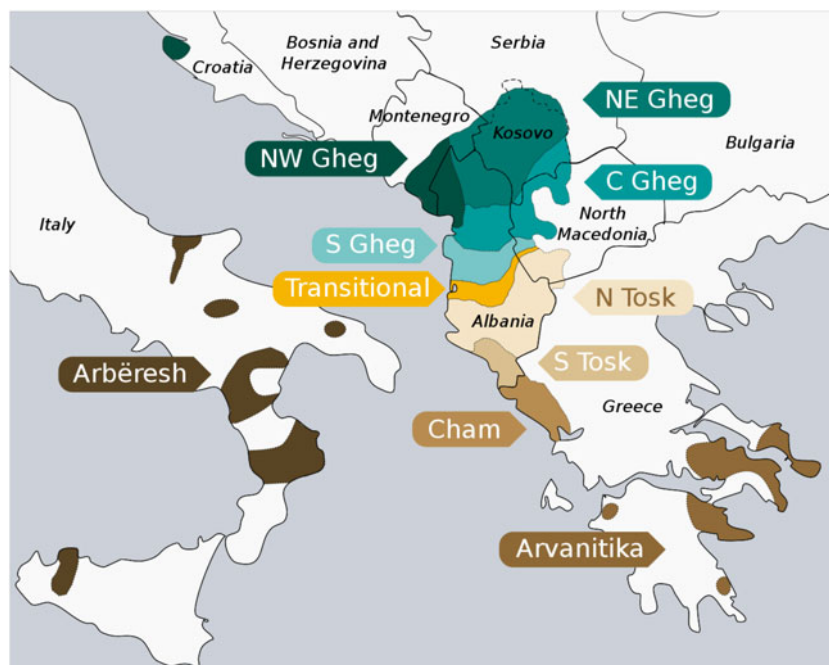 Bosnia and
Herzegovina
Serbia
Croatia
NE Gheg
Montenegro
Kosovo
Bulgaria
NW Gheg
C Gheg
Italy
North
Macedonia
S Gheg
Transitional
N Tosk
Albania
S Tosk
Arbëresh
Greece
Cham
Arvanitika